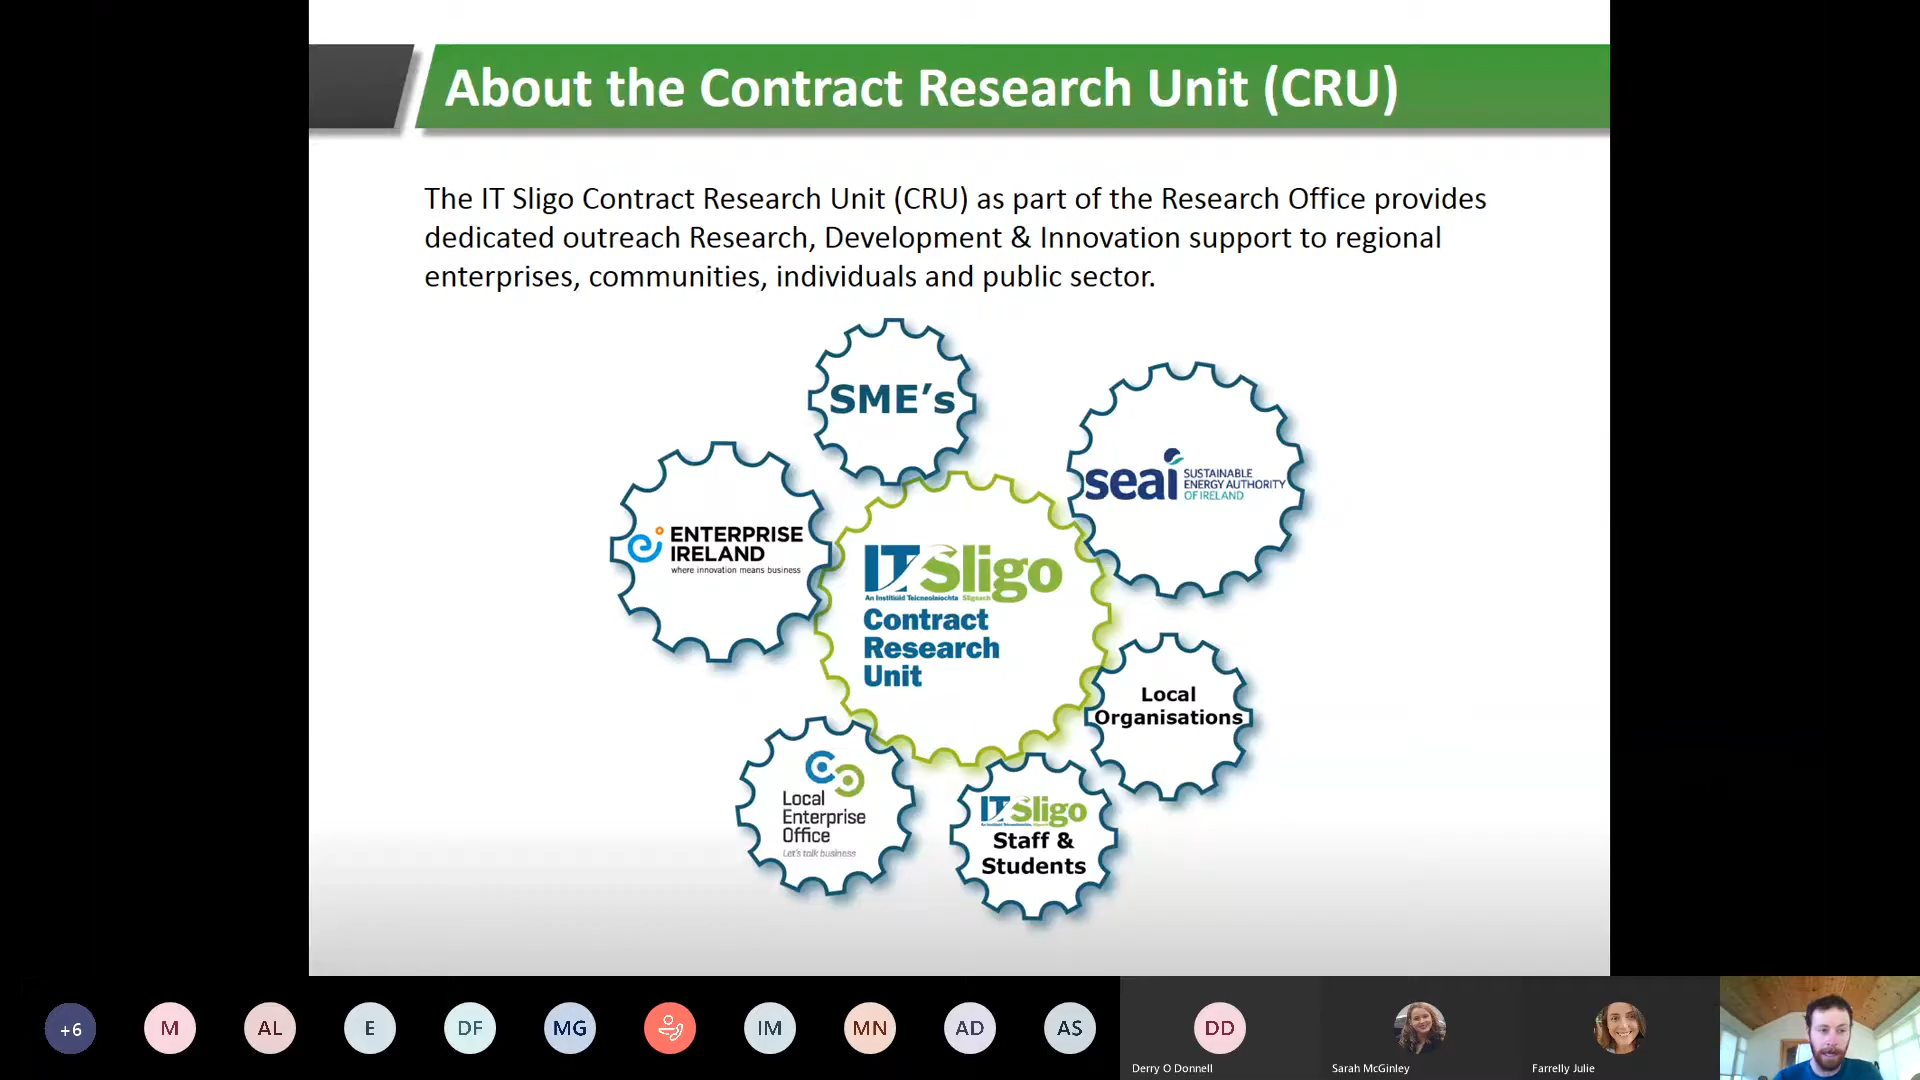 About the Contract Research Unit (CRU)
The IT Sligo Contract Research Unit (CRU) as part of the Research Office provides
dedicated outreach Research, Development & Innovation support to regional
enterprises, communities, individuals and public sector.
SME's
seai SUSTAINABLE
ENERGY AUTHORITY
OF IRELAND
ENTERPRISE
IRELAND
where innovation means business
IT Sligo
An Institiúid Teicneolaíochta Sligeach
Contract
Research
Unit
Local
Organisations
Local
Enterprise
Office
Let's talk business
IT Sligo
Staff &
Students
+6
M
AL
E
DF
MG
IM
MN
AD
AS
DD
Derry O Donnell
Sarah McGinley
Farrelly Julie